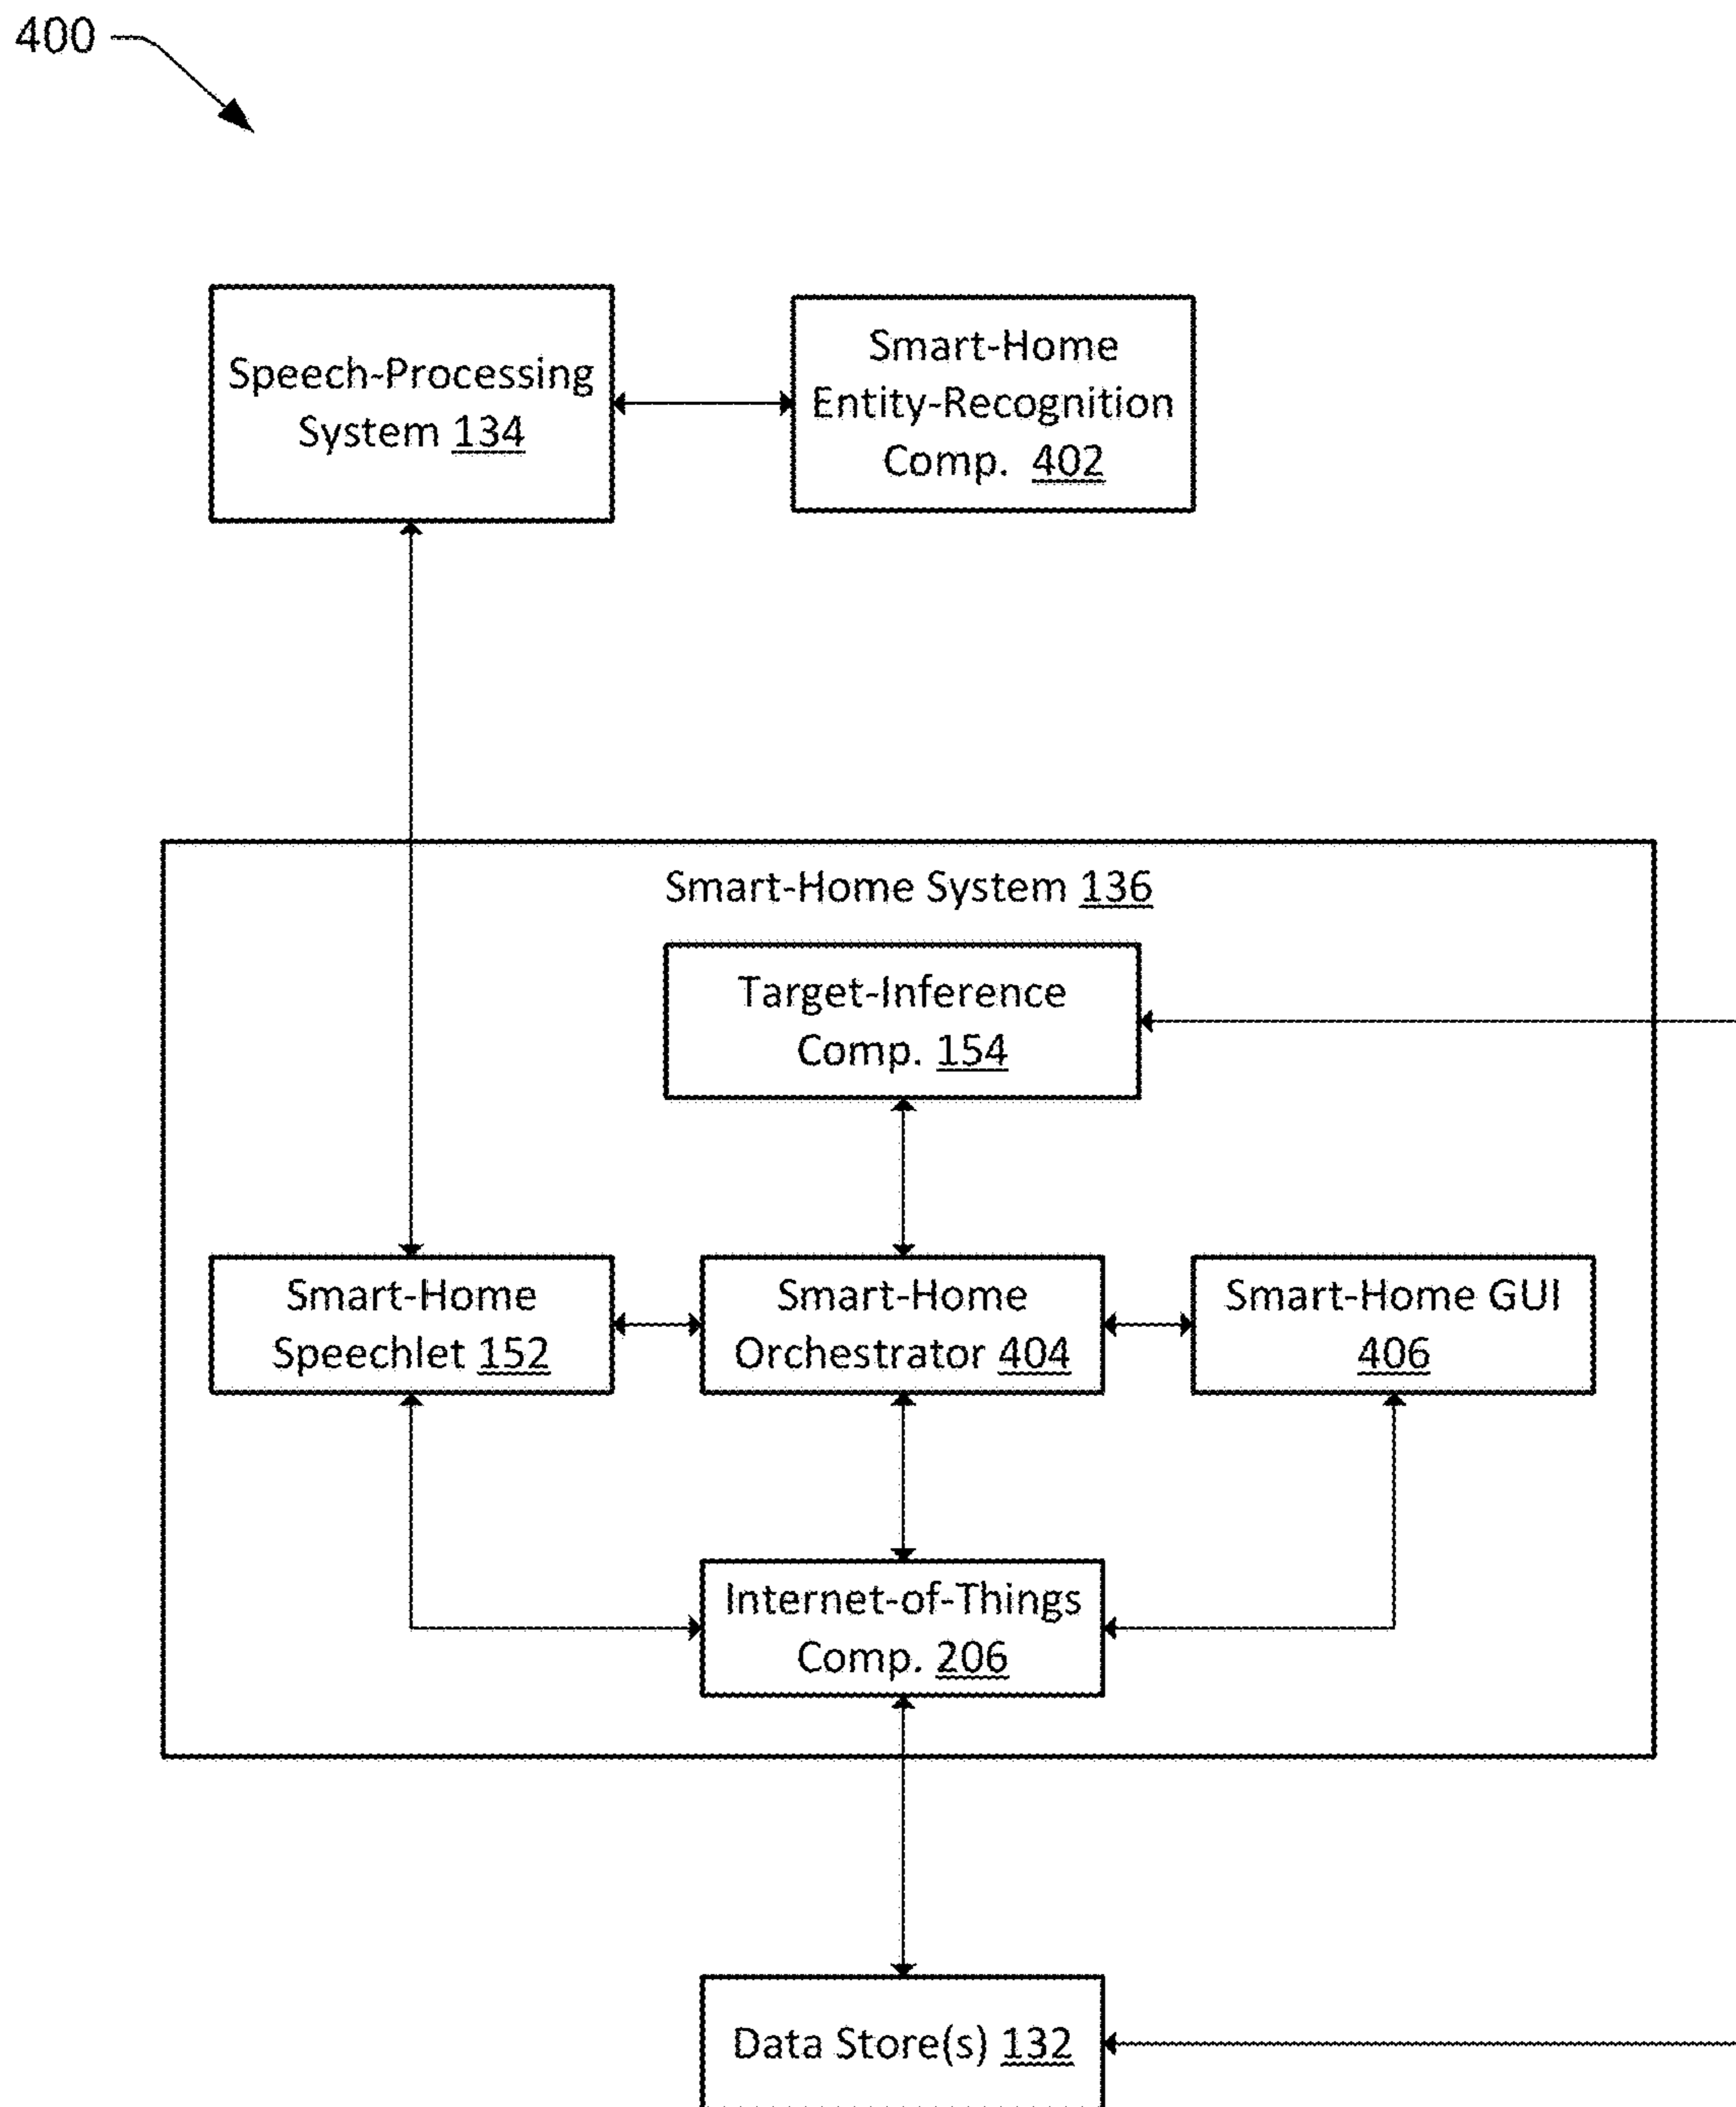 400
Speech-Processing
System 134
Smart-Home
Entity-Recognition
Comp. 402
Smart-Home System 136
Target-Inference
Comp. 154
Smart-Home
Speechlet 152
Smart-Home
Orchestrator 404
Smart-Home GUI
406
Internet-of-Things
Comp. 206
Data Store(s) 132